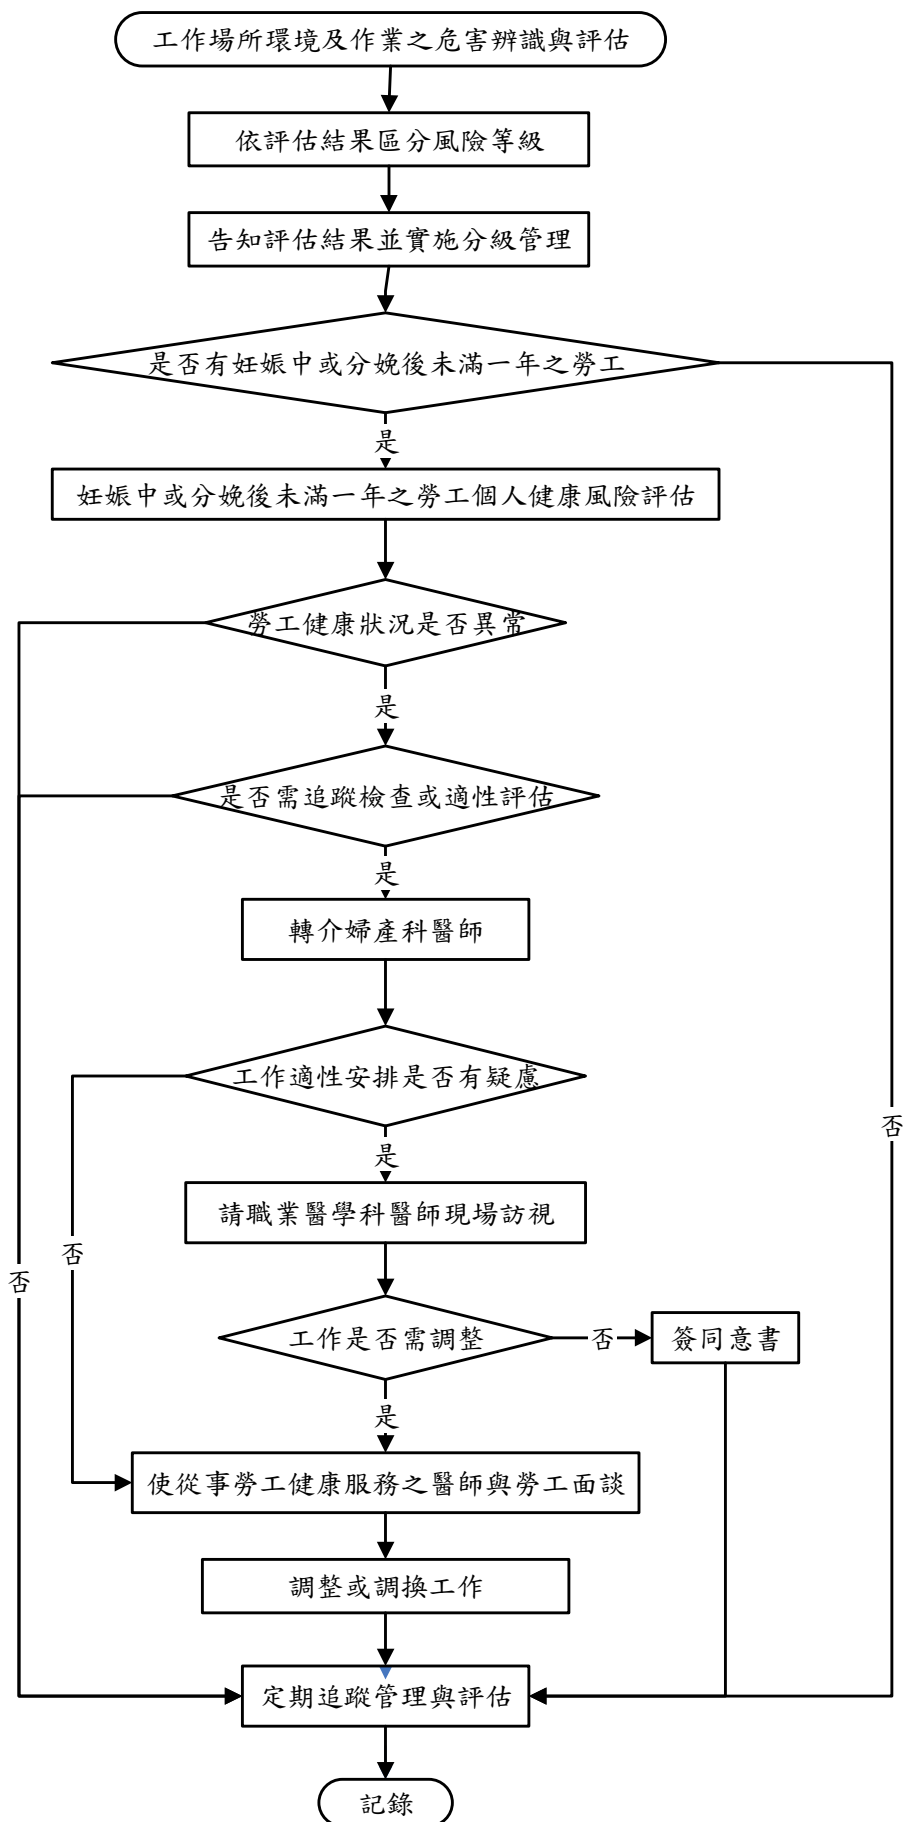 工作場所環境及作業之危害辨識與評估
依評估結果區分風險等級
告知評估結果並實施分級管理
是否有妊娠中或分娩後未滿一年之勞工
是
妊娠中或分娩後未滿一年之勞工個人健康風險評估
勞工健康狀況是否異常
是
是否需追蹤檢查或適性評估
是
轉介婦產科醫師
工作適性安排是否有疑慮
否
是
請職業醫學科醫師現場訪視
否
否
工作是否需調整
否
簽同意書
是
使從事勞工健康服務之醫師與勞工面談
調整或調換工作
定期追蹤管理與評估
記錄